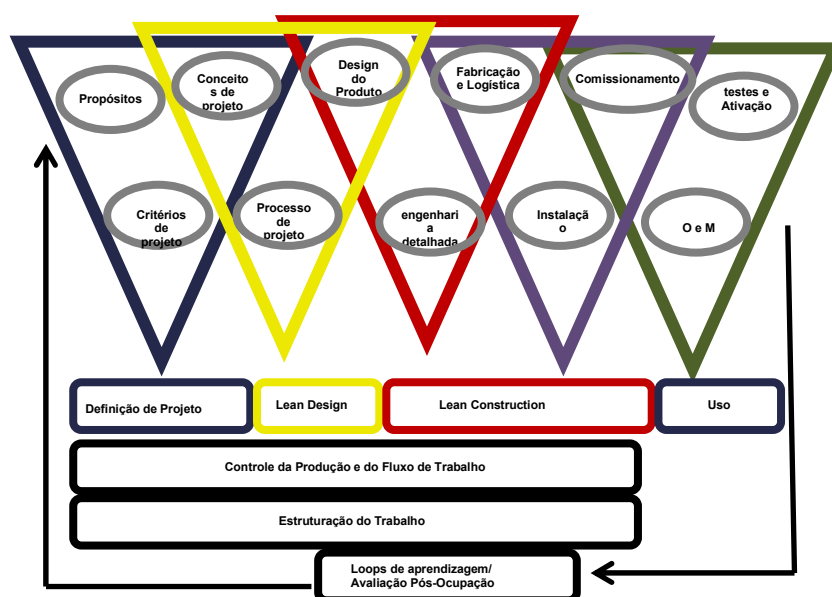 Propósitos
Conceito
s de
projeto
Design
do
Produto
Fabricação
e Logística
Comissionamento
testes e
Ativação
Critérios
de
projeto
Processo
de
projeto
engenhari
a
detalhada
Instalaçã
o
O e M
Definição de Projeto
Lean Design
Lean Construction
Uso
Controle da Produção e do Fluxo de Trabalho
Estruturação do Trabalho
Loops de aprendizagem/
Avaliação Pós-Ocupação